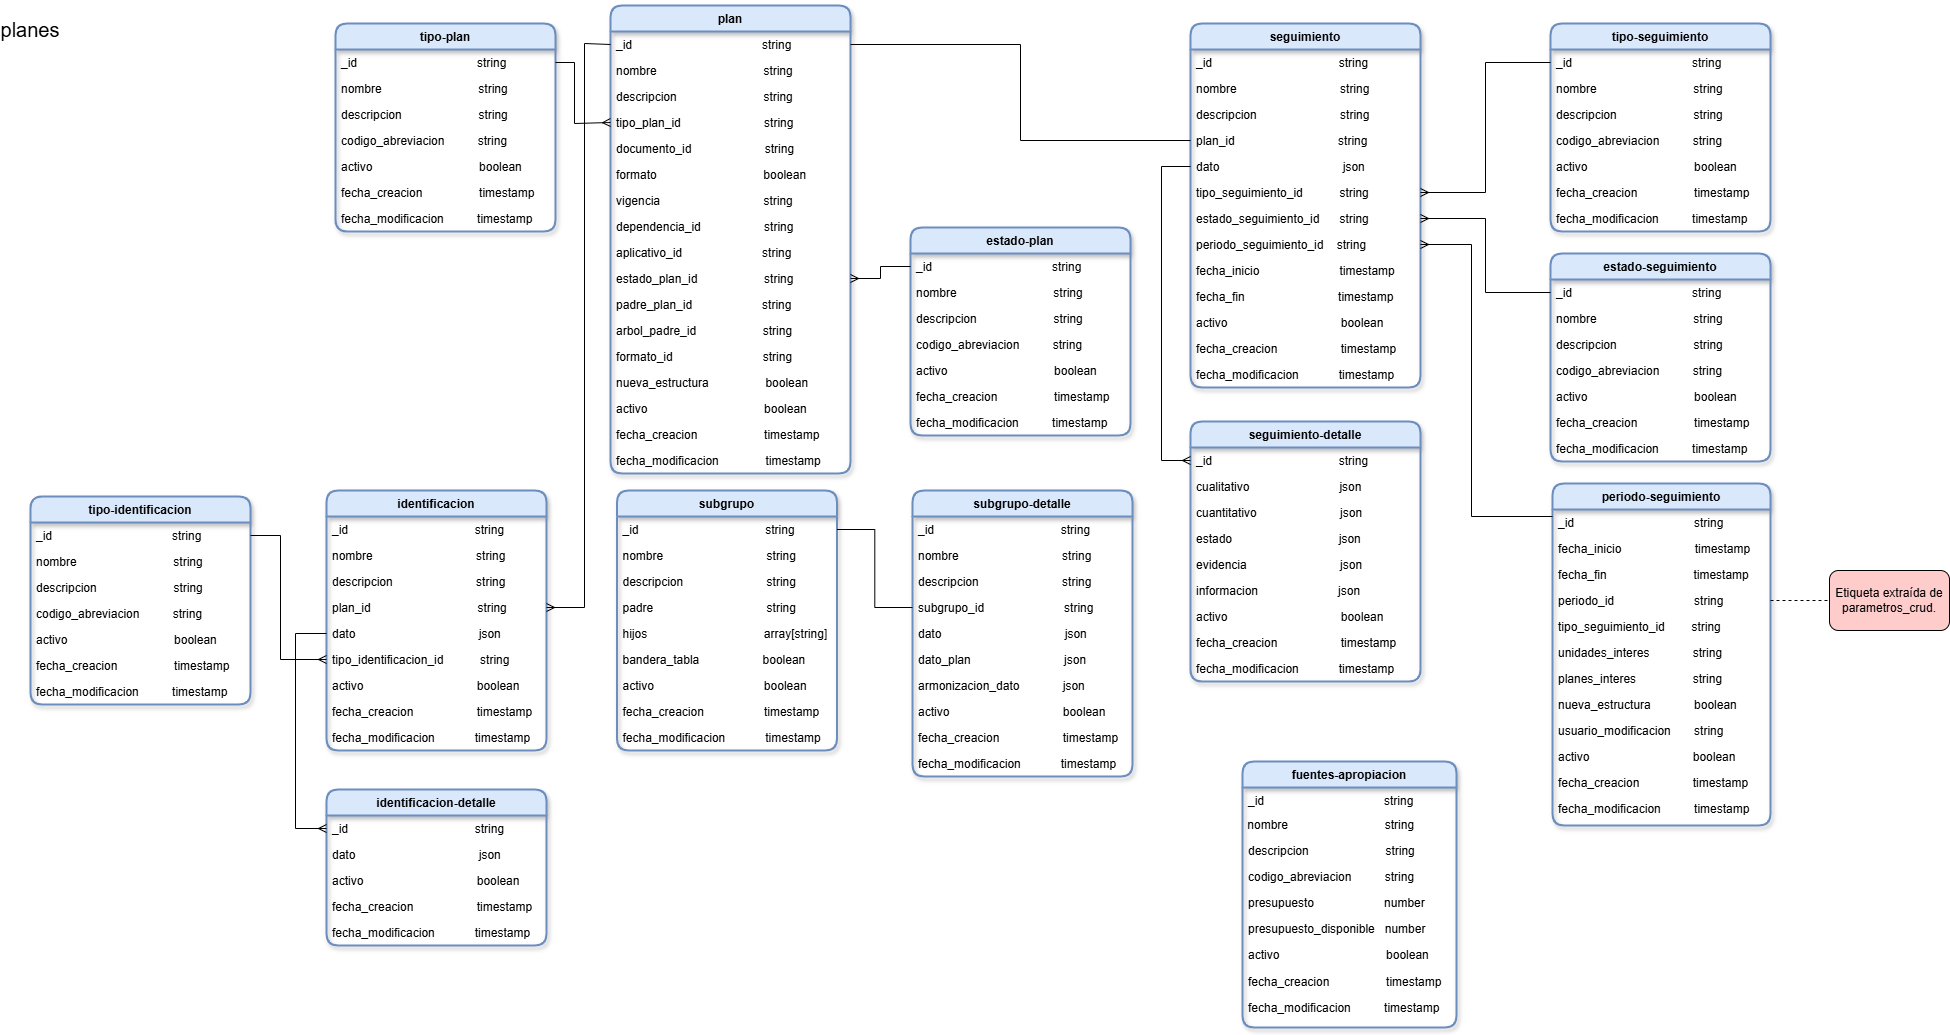 planes
tipo-plan
_id string
nombre string
descripcion string
codigo_abreviacion string
activo boolean
fecha_creacion timestamp
fecha_modificacion timestamp
plan
_id string
nombre string
descripcion string
tipo_plan_id string
documento_id string
formato boolean
vigencia string
dependencia_id string
aplicativo_id string
estado_plan_id string
padre_plan_id string
arbol_padre_id string
formato_id string
nueva_estructura boolean
activo boolean
fecha_creacion timestamp
fecha_modificacion timestamp
estado-plan
_id string
nombre string
descripcion string
codigo_abreviacion string
activo boolean
fecha_creacion timestamp
fecha_modificacion timestamp
seguimiento
_id string
nombre string
descripcion string
plan_id string
dato json
tipo_seguimiento_id string
estado_seguimiento_id string
periodo_seguimiento_id string
fecha_inicio timestamp
fecha_fin timestamp
activo boolean
fecha_creacion timestamp
fecha_modificacion timestamp
tipo-seguimiento
_id string
nombre string
descripcion string
codigo_abreviacion string
activo boolean
fecha_creacion timestamp
fecha_modificacion timestamp
estado-seguimiento
_id string
nombre string
descripcion string
codigo_abreviacion string
activo boolean
fecha_creacion timestamp
fecha_modificacion timestamp
tipo-identificacion
_id string
nombre string
descripcion string
codigo_abreviacion string
activo boolean
fecha_creacion timestamp
fecha_modificacion timestamp
identificacion
_id string
nombre string
descripcion string
plan_id string
dato json
tipo_identificacion_id string
activo boolean
fecha_creacion timestamp
fecha_modificacion timestamp
subgrupo
_id string
nombre string
descripcion string
padre string
hijos array[string]
bandera_tabla boolean
activo boolean
fecha_creacion timestamp
fecha_modificacion timestamp
subgrupo-detalle
_id string
nombre string
descripcion string
subgrupo_id string
dato json
dato_plan json
armonizacion_dato json
activo boolean
fecha_creacion timestamp
fecha_modificacion timestamp
seguimiento-detalle
_id string
cualitativo json
cuantitativo json
estado json
evidencia json
informacion json
activo boolean
fecha_creacion timestamp
fecha_modificacion timestamp
periodo-seguimiento
_id string
fecha_inicio timestamp
fecha_fin timestamp
periodo_id string
tipo_seguimiento_id string
unidades_interes string
planes_interes string
nueva_estructura boolean
usuario_modificacion string
activo boolean
fecha_creacion timestamp
fecha_modificacion timestamp
Etiqueta extraída de
parametros_crud.
identificacion-detalle
_id string
dato json
activo boolean
fecha_creacion timestamp
fecha_modificacion timestamp
fuentes-apropiacion
_id string
nombre string
descripcion string
codigo_abreviacion string
presupuesto number
presupuesto_disponible number
activo boolean
fecha_creacion timestamp
fecha_modificacion timestamp